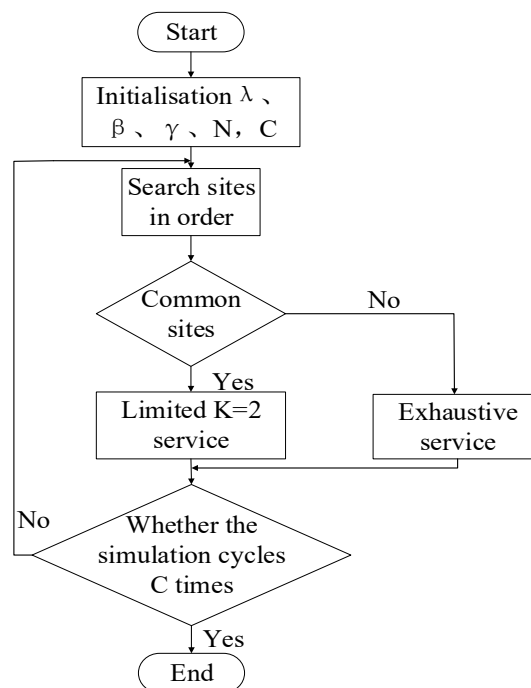 Start
Initialisation λ 、
β 、 γ 、 N, C
Search sites
in order
Common
sites
No
Yes
Limited K=2
service
Exhaustive
service
No
Whether the
simulation cycles
C times
Yes
End